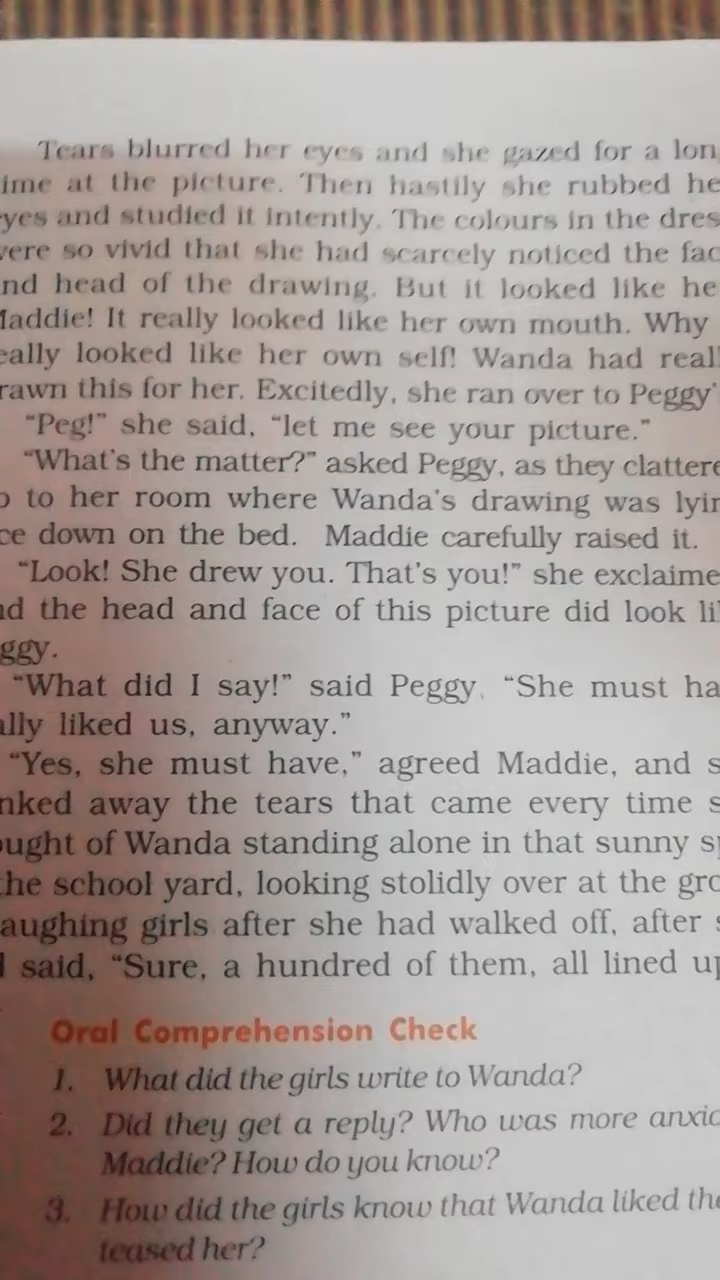 Tears blurred her eyes and she gazed for a lon
ime at the picture. Then hastily she rubbed he
yes and studied it intently. The colours in the dres
vere so vivid that she had scarcely noticed the fac
nd head of the drawing. But it looked like he
Maddie! It really looked like her own mouth. Why
eally looked like her own self! Wanda had real
rawn this for her. Excitedly, she ran over to Peggy'
“Peg!” she said, “let me see your picture.”
“What's the matter?” asked Peggy, as they clattere
p to her room where Wanda's drawing was lyin
ce down on the bed. Maddie carefully raised it.
“Look! She drew you. That's you!” she exclaime
nd the head and face of this picture did look li
ggy.
“What did I say!” said Peggy. “She must ha
ally liked us, anyway.”
“Yes, she must have,” agreed Maddie, and s
nked away the tears that came every time s
ought of Wanda standing alone in that sunny sp
the school yard, looking stolidly over at the gro
aughing girls after she had walked off, after s
d said, “Sure, a hundred of them, all lined up
Oral Comprehension Check
1. What did the girls write to Wanda?
2. Did they get a reply? Who was more anxio
Maddie? How do you know?
3. How did the girls know that Wanda liked the
teased her?